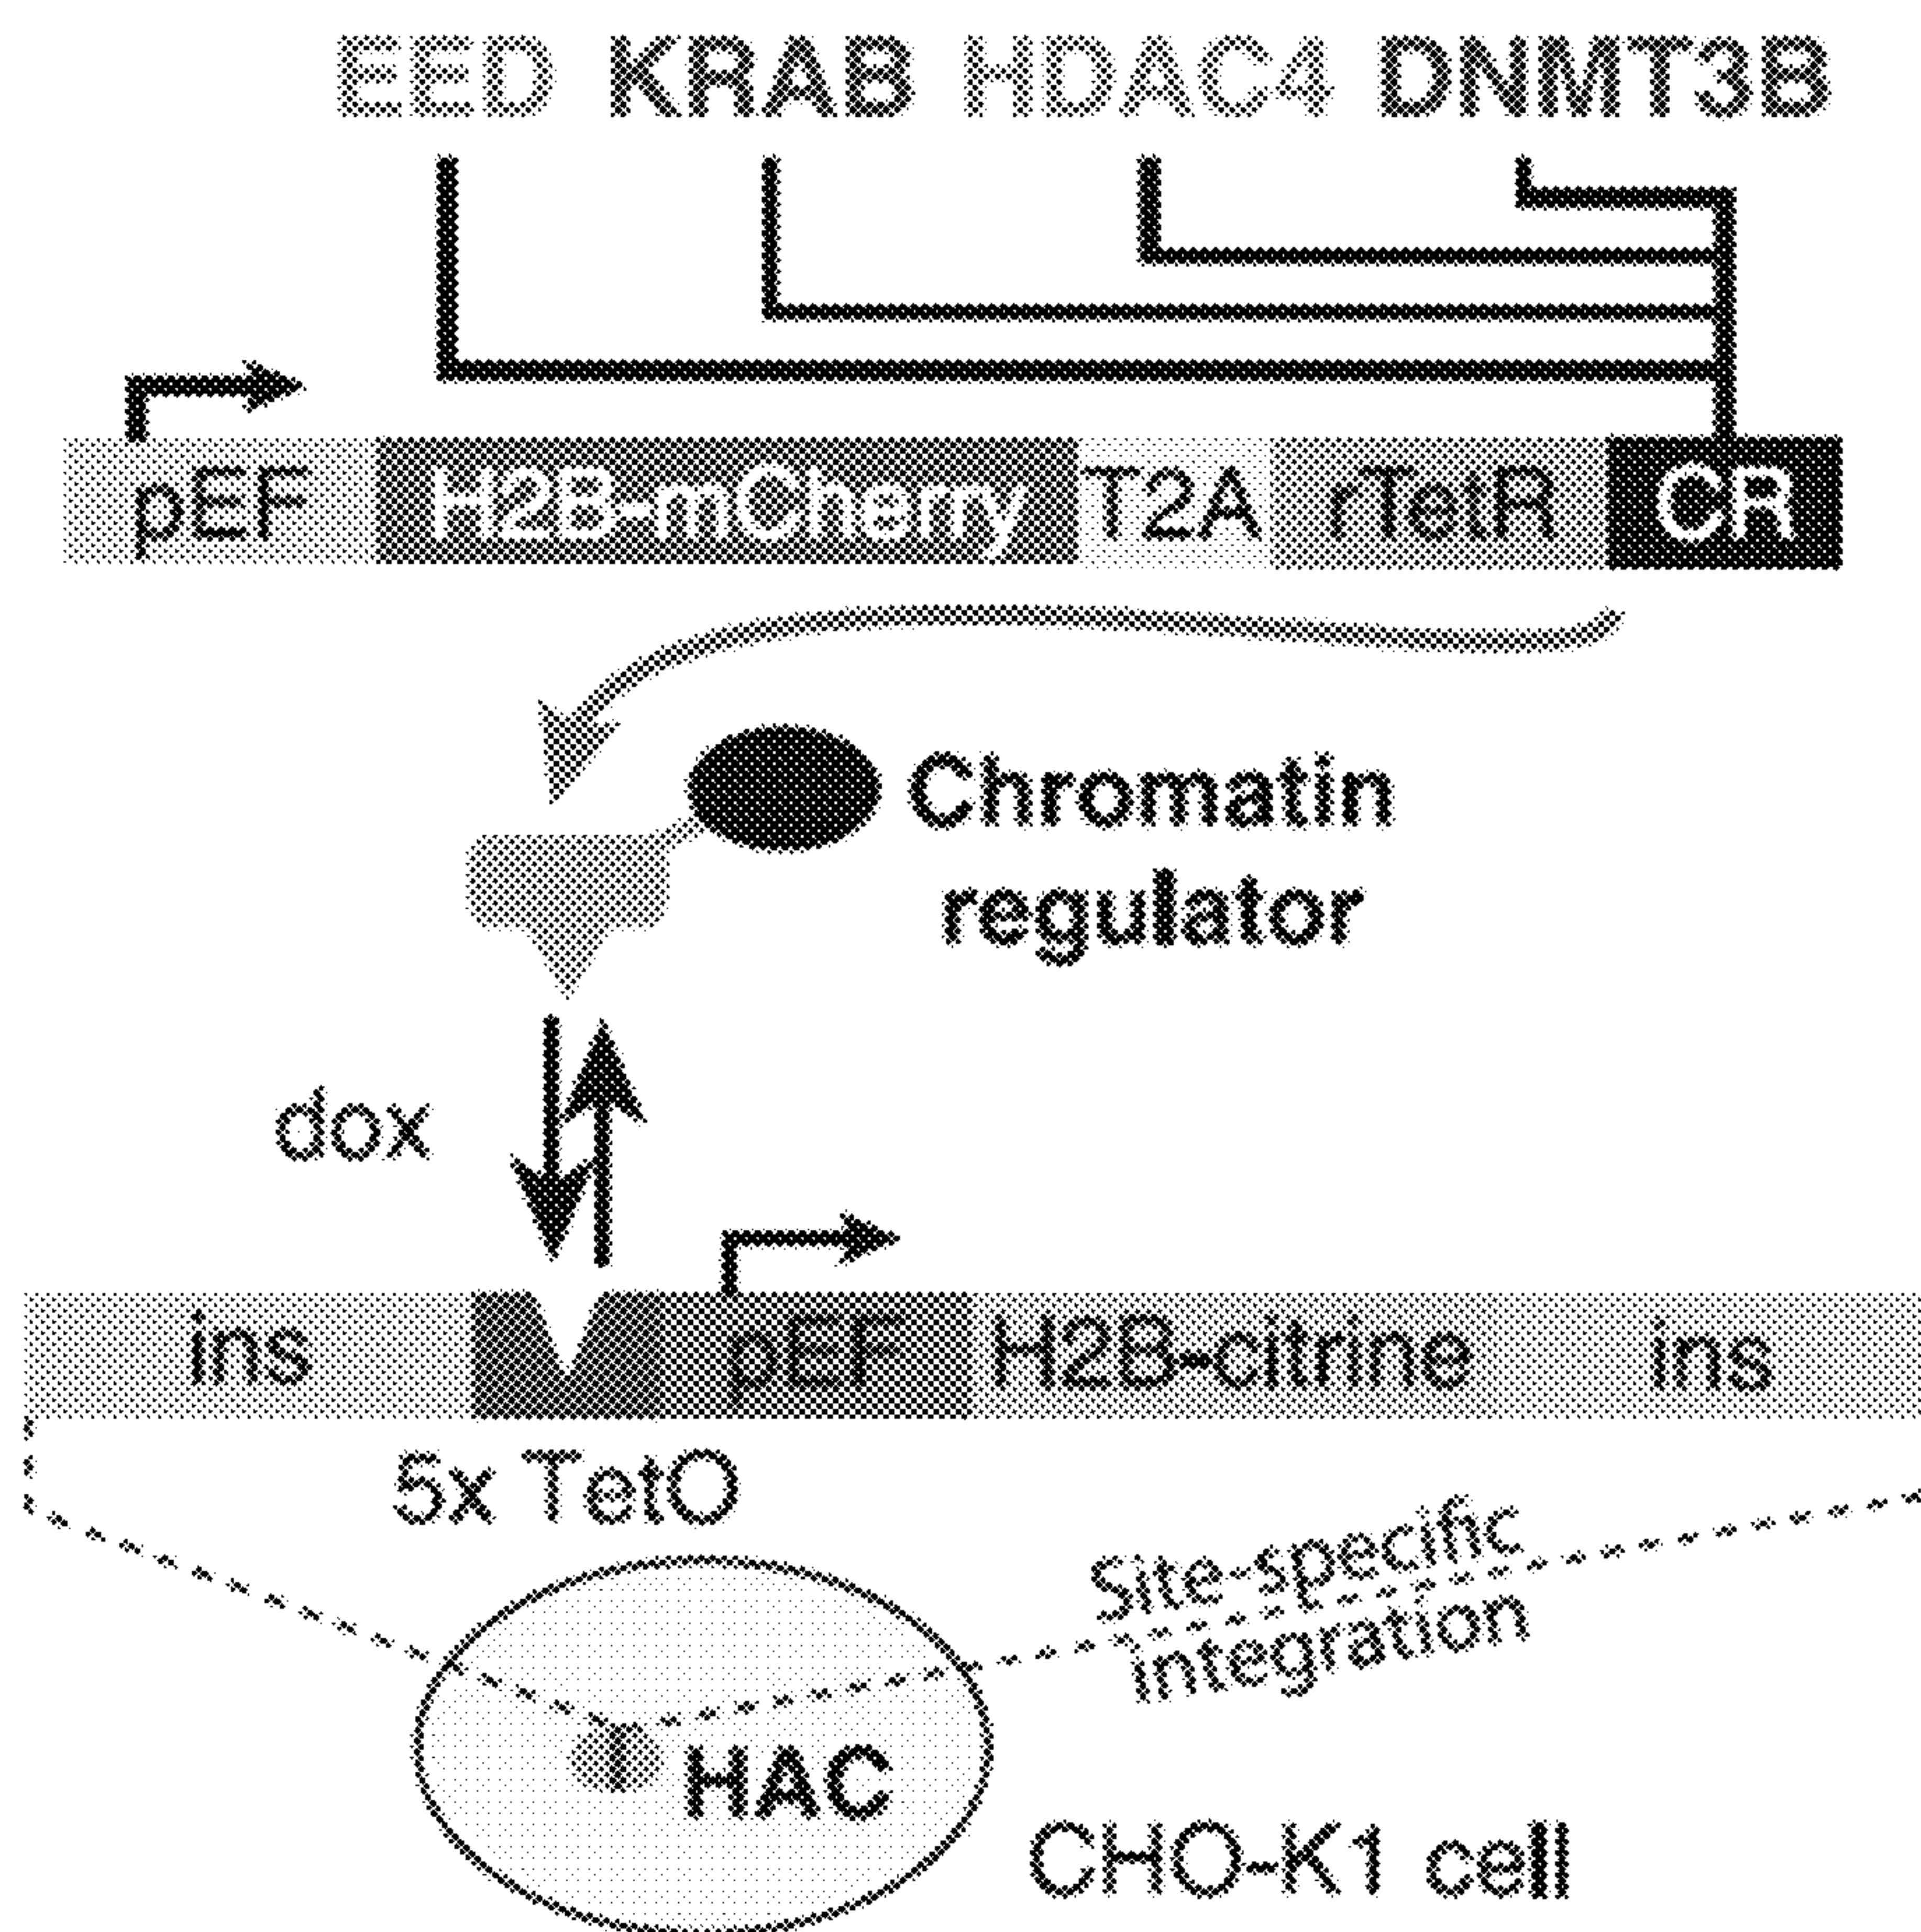 EED KRAB HDAC4 DNMT3B
pEF H2B-mCherry T2A rTetR CR
Chromatin
regulator
dox
ins pEF H2B-citrine ins
5x TetO
Site-specific
integration
HAC
CHO-K1 cell